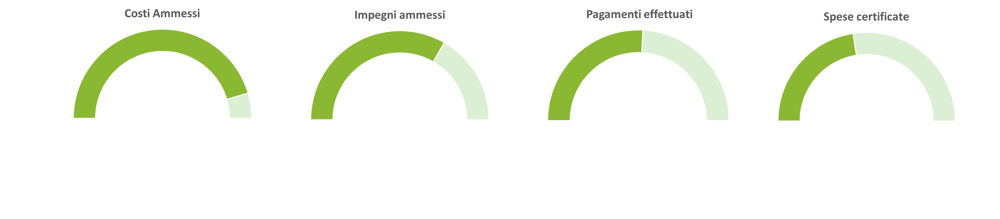 Costi Ammessi
Impegni ammessi
Pagamenti effettuati
Spese certificate